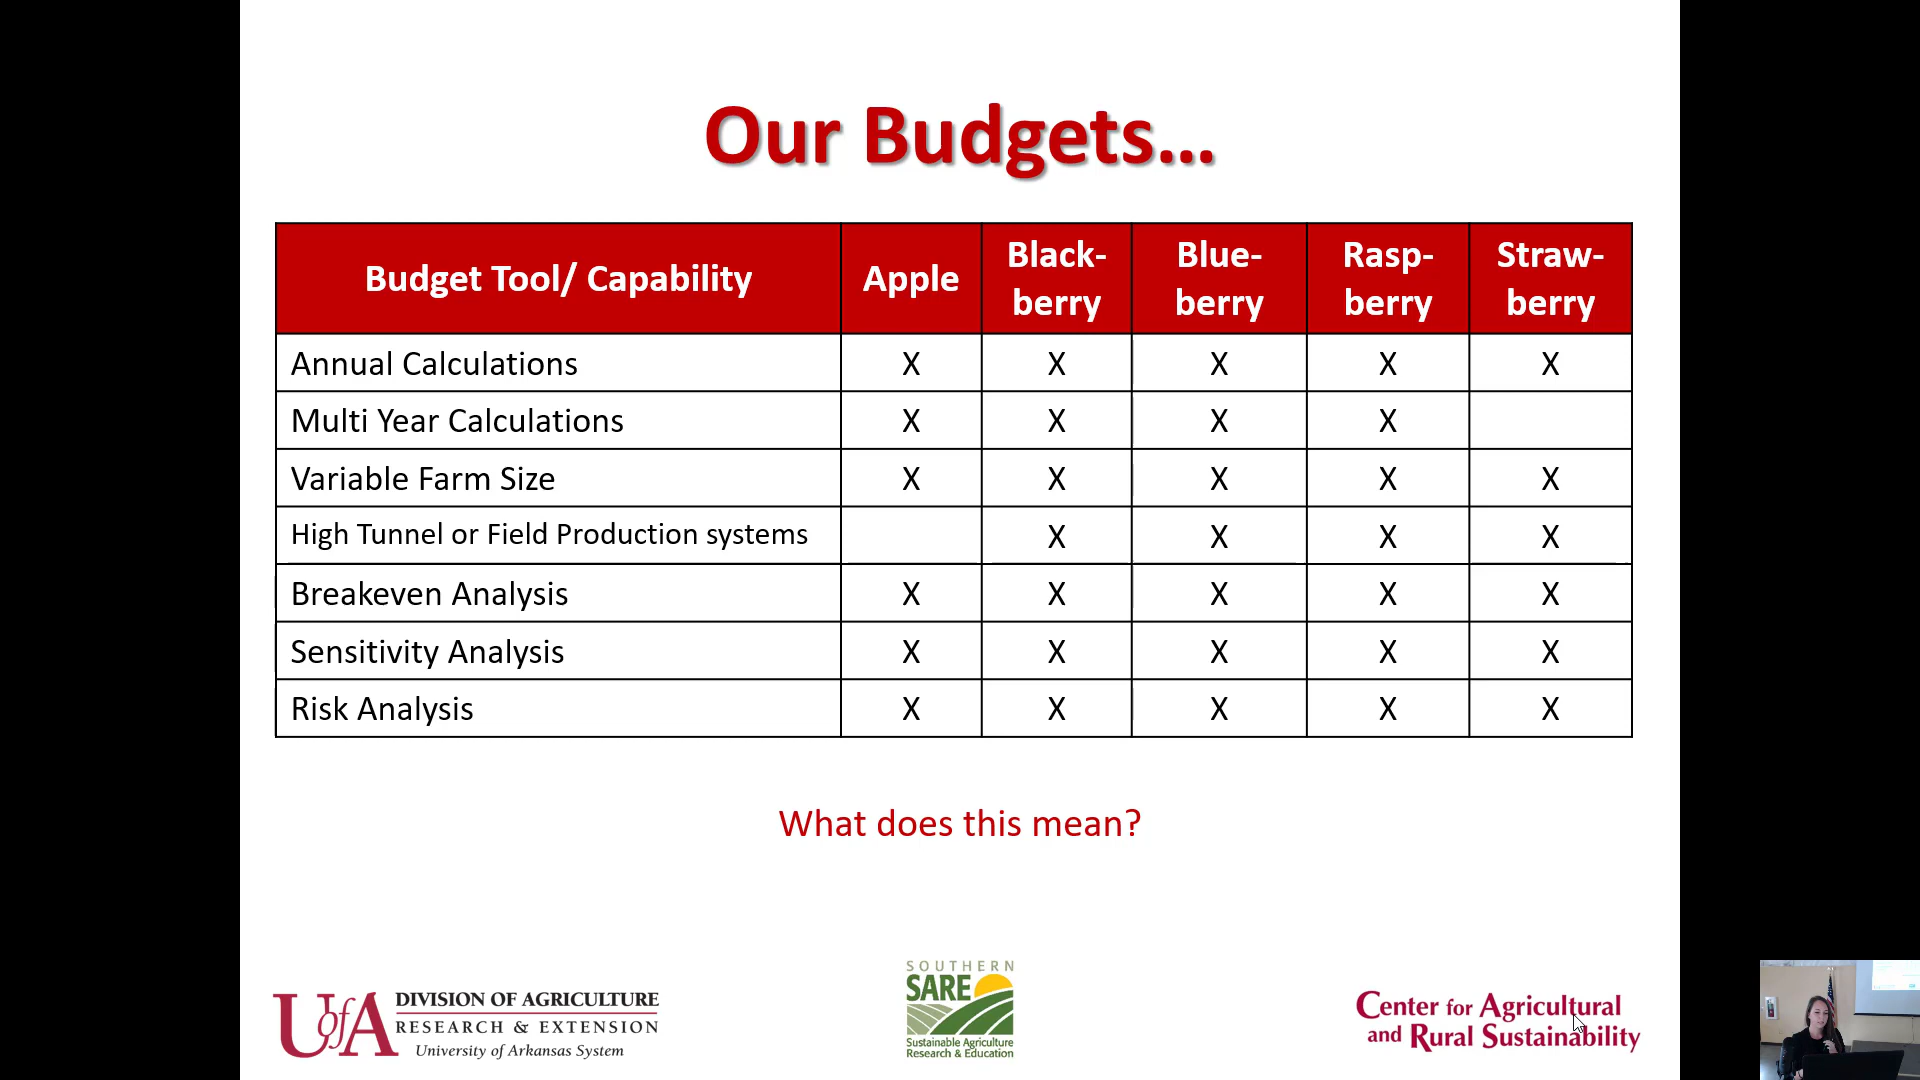 Our Budgets...
Budget Tool/ Capability Apple Black-berry Blue-berry Rasp-berry Straw-berry
Annual Calculations X X X X X
Multi Year Calculations X X X X
Variable Farm Size X X X X X
High Tunnel or Field Production systems X X X X
Breakeven Analysis X X X X X
Sensitivity Analysis X X X X X
Risk Analysis X X X X X
What does this mean?
UofA DIVISION OF AGRICULTURE
RESEARCH & EXTENSION
University of Arkansas System
SOUTHERN
SARE
Sustainable Agriculture
Research & Education
Center for Agricultural
and Rural Sustainability